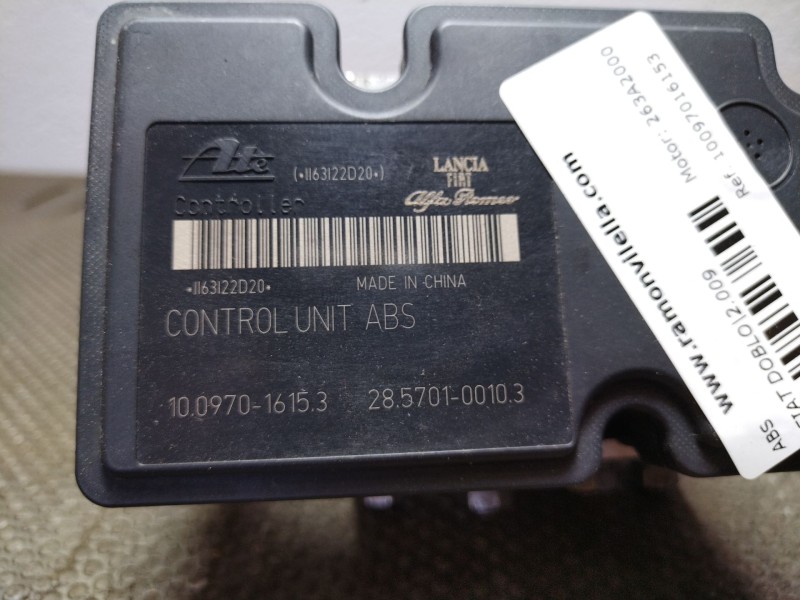 Ate
(•1163122D20•)
LANCIA
FIAT
Alfa Romeo
Controller
•1163122D20•
MADE IN CHINA
CONTROL UNIT ABS
10.0970-1615.3 28.5701-0010.3
Ref. 10097016153
Motor: 263A2000
www.ramonvilella.com
FIAT DOBLO | 2.009
ABS